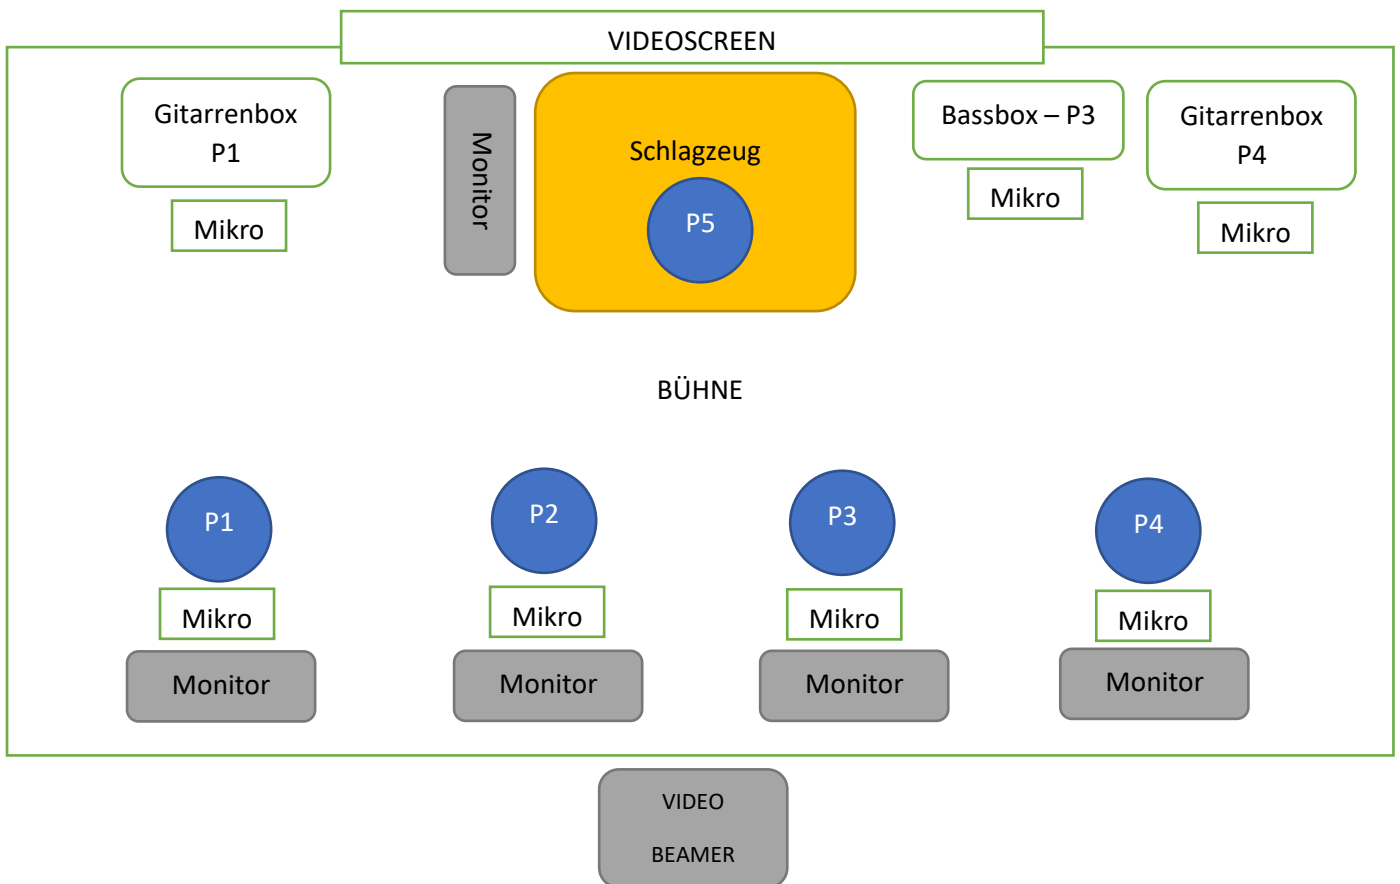 VIDEOSCREEN
Gitarrenbox
P1
Mikro
Monitor
Schlagzeug
P5
Bassbox – P3
Mikro
Gitarrenbox
P4
Mikro
BÜHNE
P1
P2
P3
P4
Mikro
Mikro
Mikro
Mikro
Monitor
Monitor
Monitor
Monitor
VIDEO
BEAMER